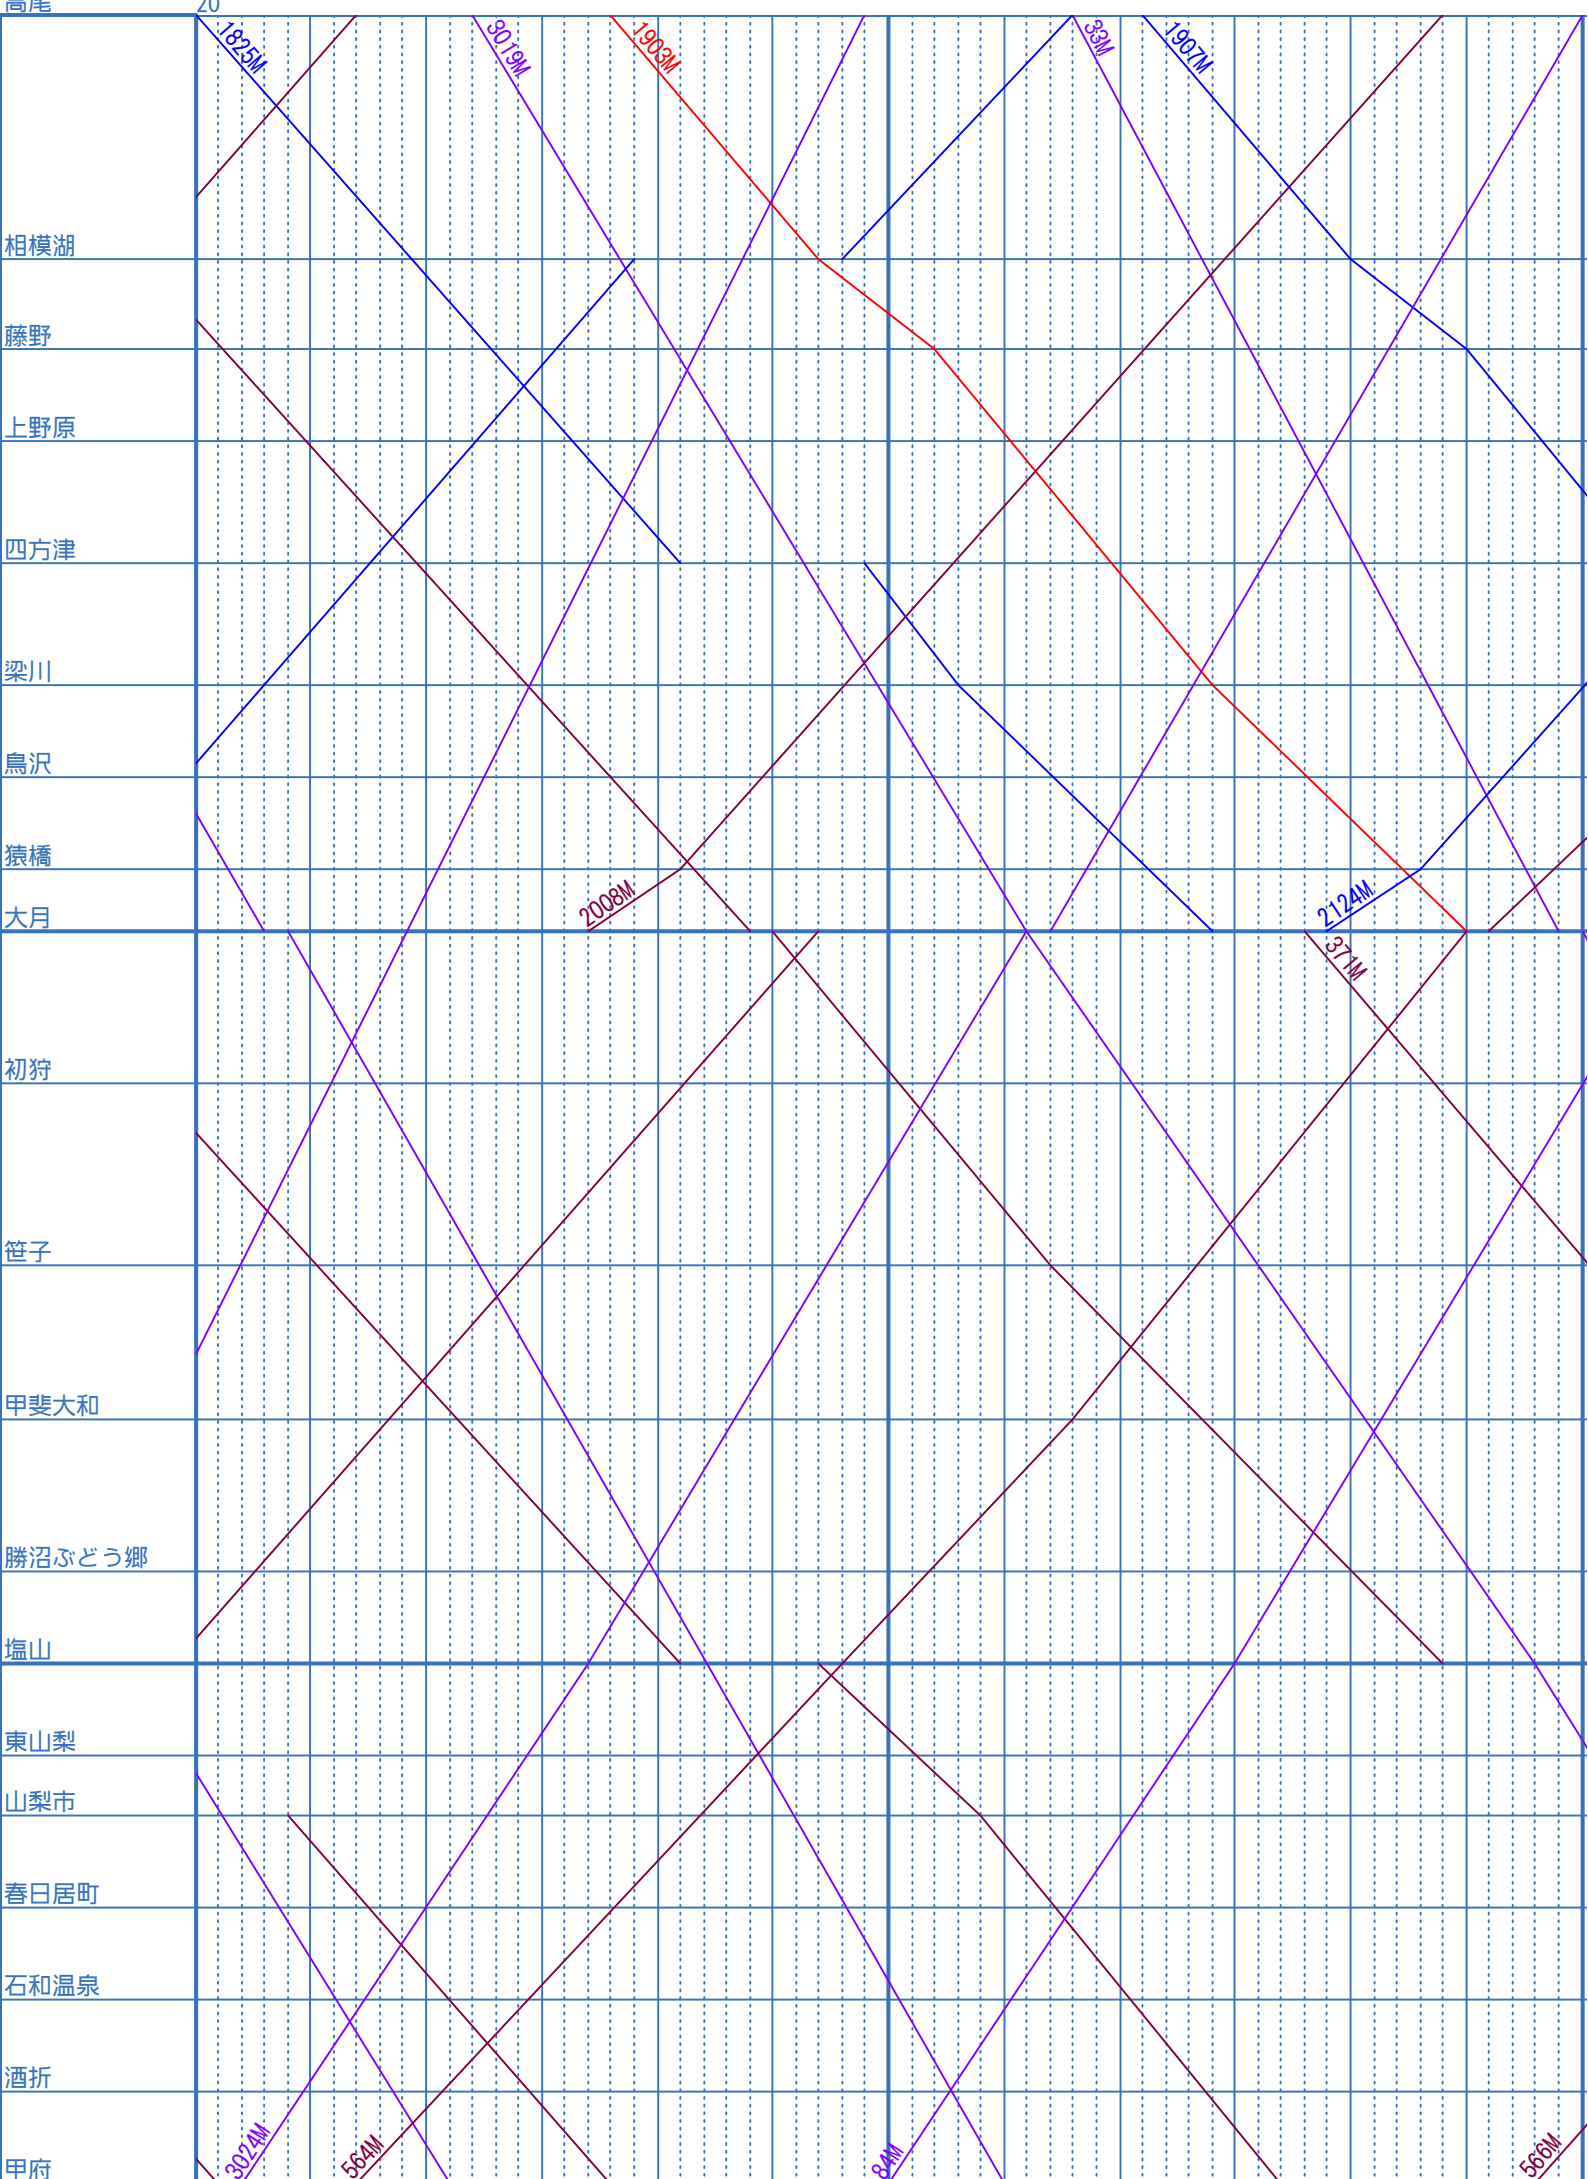 高尾
20
1825M
3019M
1903M
33M
1907M
相模湖
藤野
上野原
四方津
梁川
鳥沢
猿橋
2008M
2124M
大月
371M
初狩
笹子
甲斐大和
勝沼ぶどう郷
塩山
東山梨
山梨市
春日居町
石和温泉
酒折
3024M
564M
84M
566M
甲府